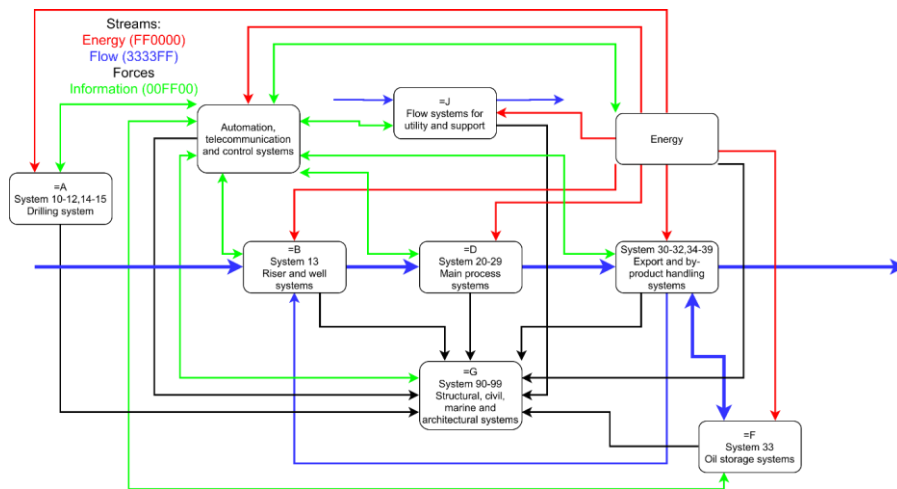 Streams:
Energy (FF0000)
Flow (3333FF)
Forces
Information (00FF00)
=J
Flow systems for
utility and support
Automation,
telecommunication
and control systems
Energy
=A
System 10-12,14-15
Drilling system
=B
System 13
Riser and well
systems
=D
System 20-29
Main process
systems
System 30-32,34-39
Export and by-
product handling
systems
=G
System 90-99
Structural, civil,
marine and
architectural systems
=F
System 33
Oil storage systems